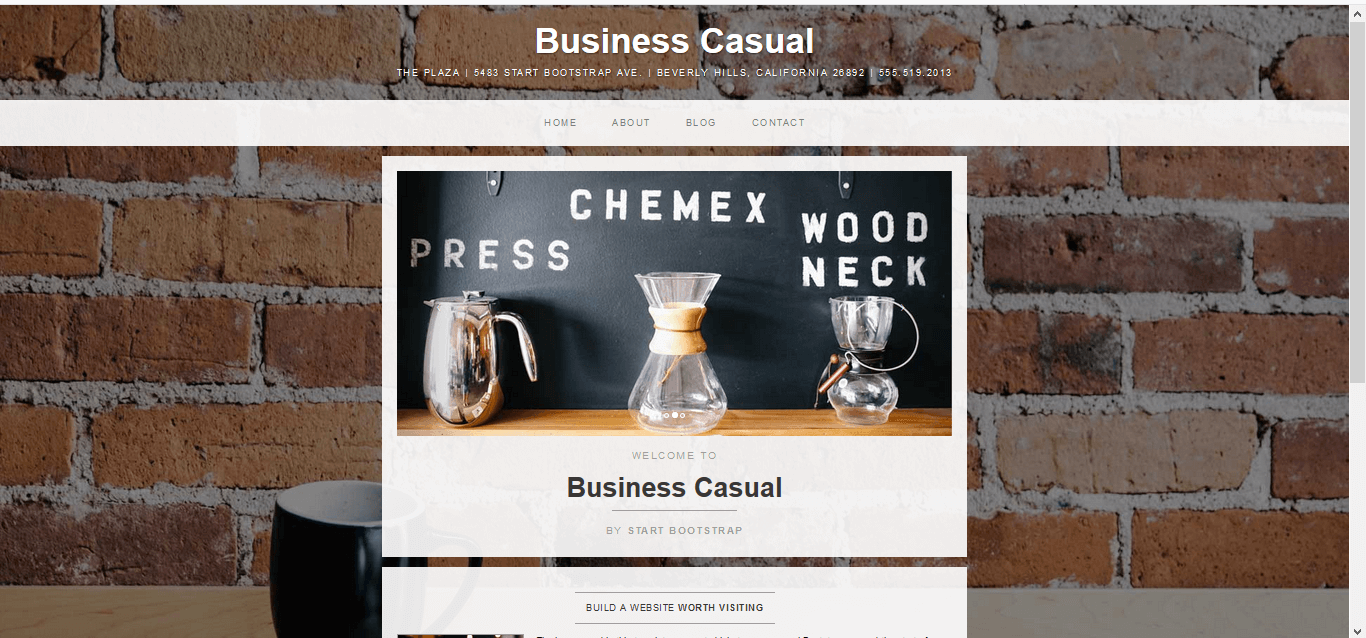 Business Casual
THE PLAZA | 5483 START BOOTSTRAP AVE. | BEVERLY HILLS, CALIFORNIA 26892 | 555.519.2013
HOME ABOUT BLOG CONTACT
CHEMEX
PRESS
WOOD
NECK
WELCOME TO
Business Casual
BY START BOOTSTRAP
BUILD A WEBSITE WORTH VISITING